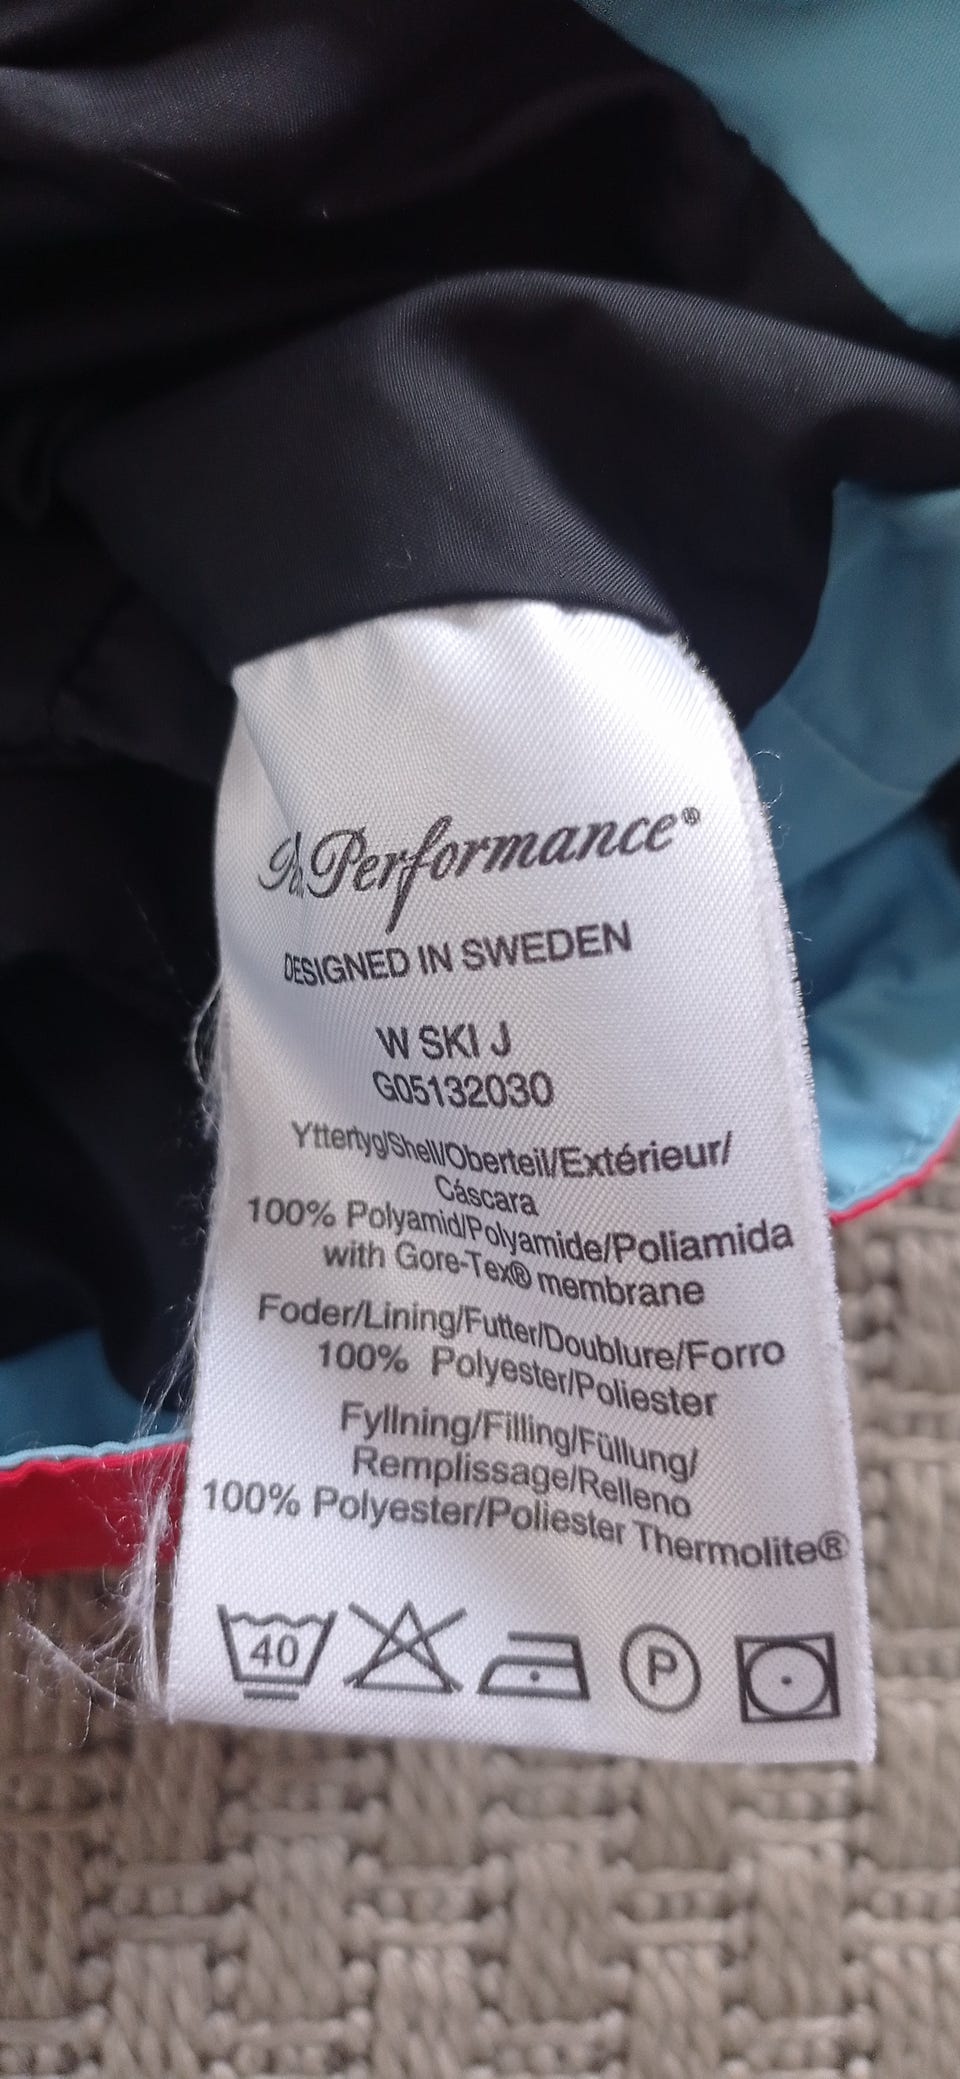 Performance®
DESIGNED IN SWEDEN
W SKI J
G05132030
Yttertyg/Shell/Oberteil/Extérieur/
Cáscara
100% Polyamid/Polyamide/Poliamida
with Gore-Tex® membrane
Foder/Lining/Futter/Doublure/Forro
100% Polyester/Poliester
Fyllning/Filling/Füllung/
Remplissage/Relleno
100% Polyester/Poliester Thermolite®
40 P